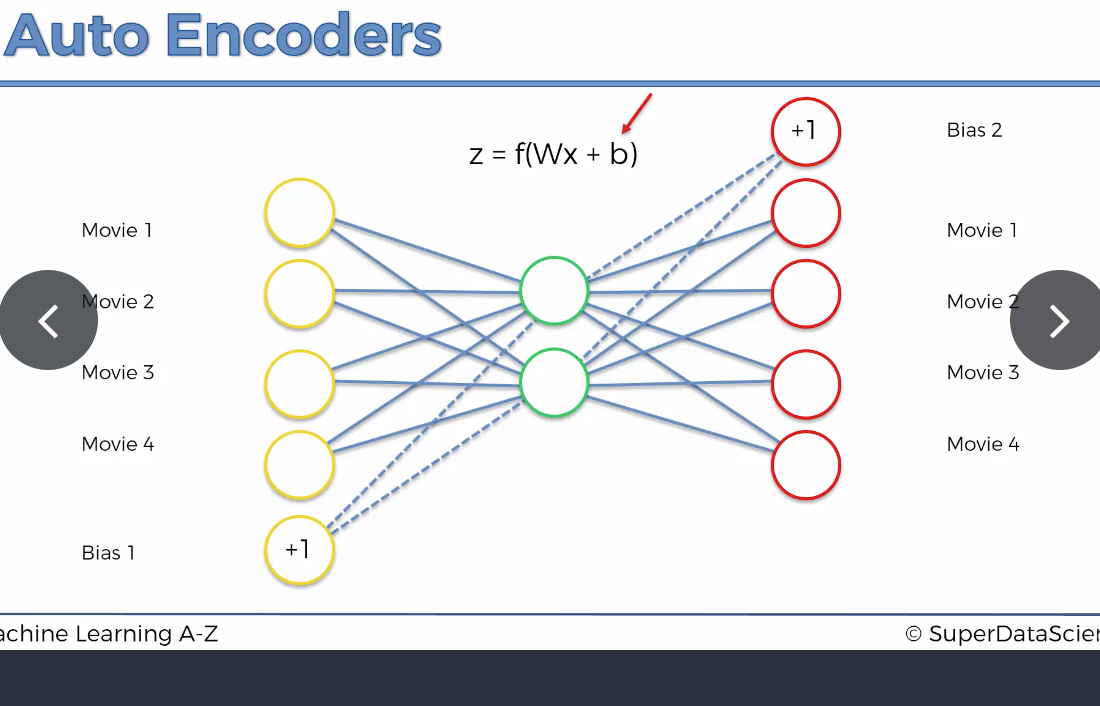 Auto Encoders
z = f(Wx + b)
+1
Bias 2
Movie 1
Movie 1
Movie 2
Movie 2
Movie 3
Movie 3
Movie 4
Movie 4
Bias 1
+1
achine Learning A-Z
© SuperDataScien